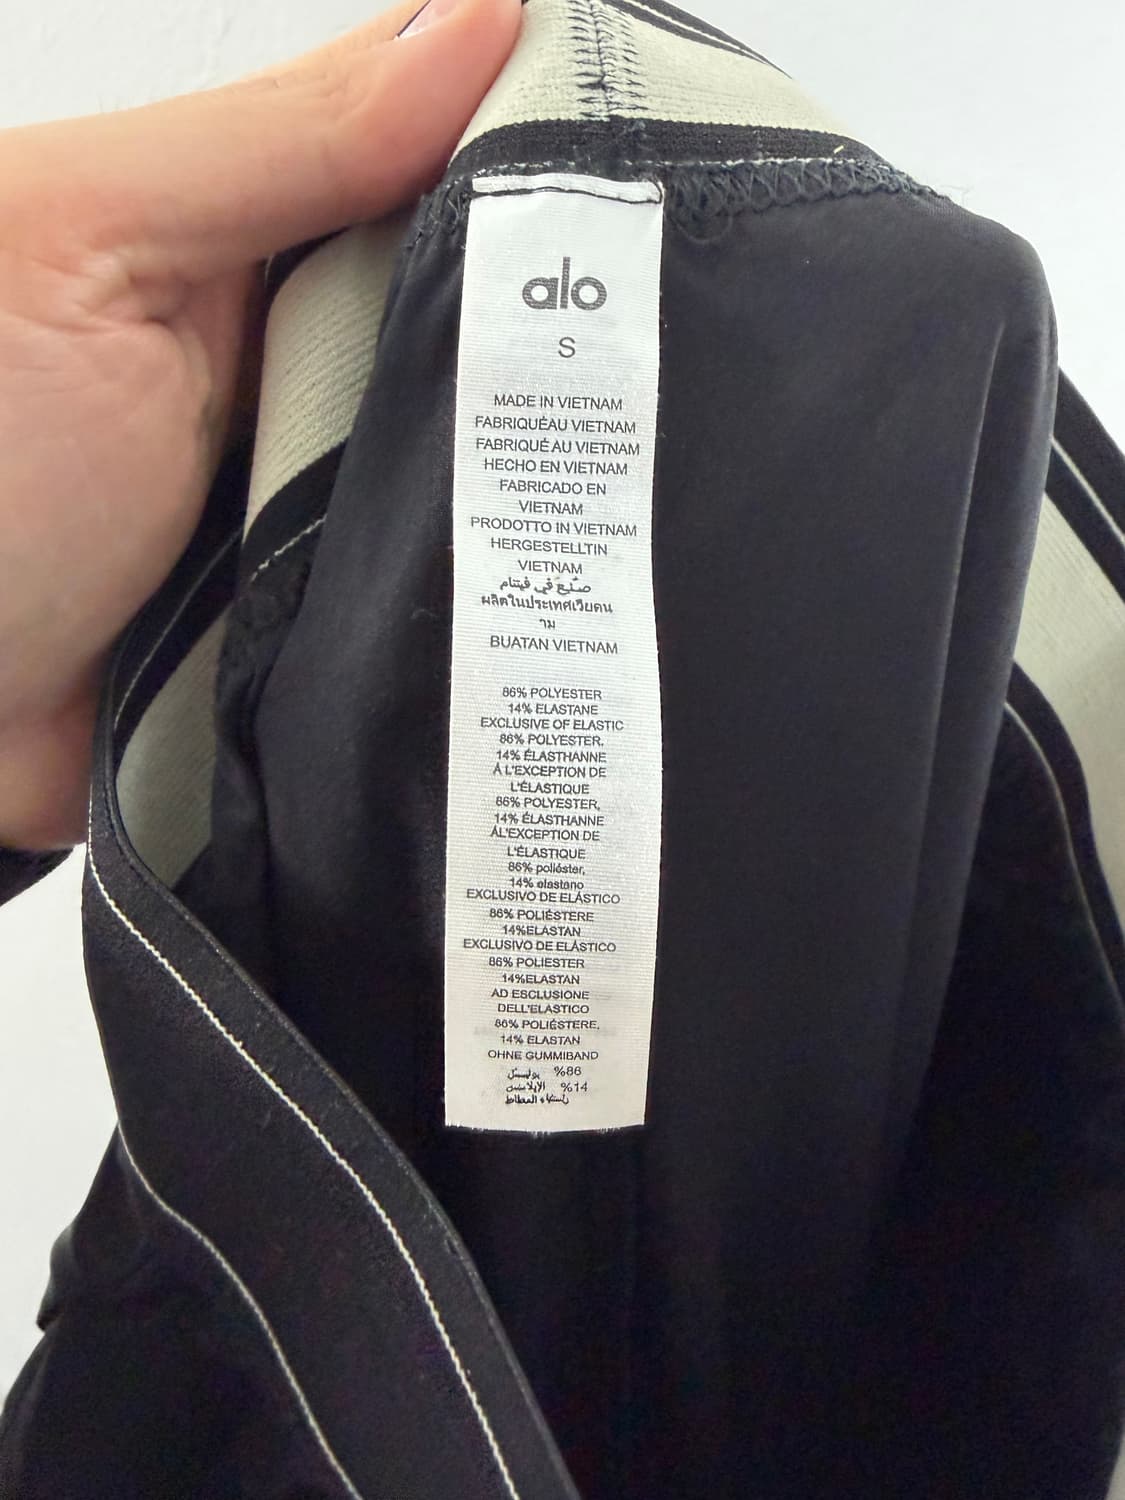 alo
S
MADE IN VIETNAM
FABRIQUÉAU VIETNAM
FABRIQUÉ AU VIETNAM
HECHO EN VIETNAM
FABRICADO EN
VIETNAM
PRODOTTO IN VIETNAM
HERGESTELLTIN
VIETNAM
صنع في فيتنام
ผลิตในประเทศเวียดน
าม
BUATAN VIETNAM
86% POLYESTER
14% ELASTANE
EXCLUSIVE OF ELASTIC
86% POLYESTER,
14% ÉLASTHANNE
À L'EXCEPTION DE
L'ÉLASTIQUE
86% POLYESTER,
14% ÉLASTHANNE
ÀL'EXCEPTION DE
L'ÉLASTIQUE
86% poliéster,
14% elastano
EXCLUSIVO DE ELÁSTICO
86% POLIÉSTERE
14%ELASTAN
EXCLUSIVO DE ELÁSTICO
86% POLIESTER
14%ELASTAN
AD ESCLUSIONE
DELL'ELASTICO
86% POLIÉSTERE,
14% ELASTAN
OHNE GUMMIBAND
%86
%14